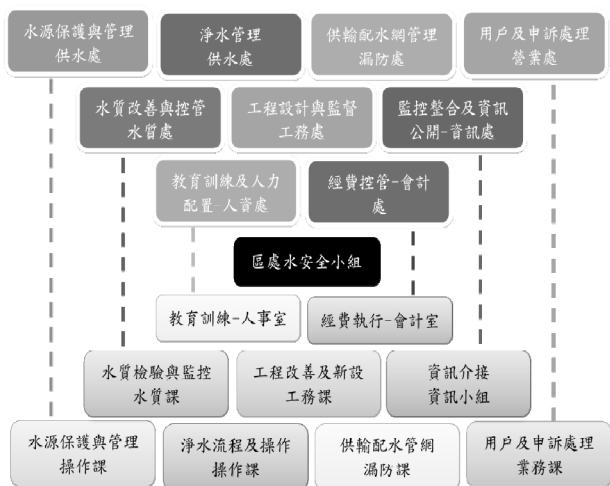 水源保護與管理
供水處
淨水管理
供水處
供輸配水網管理
漏防處
用戶及申訴處理
營業處
水質改善與控管
水質處
工程設計與監督
工務處
監控整合及資訊
公開-資訊處
教育訓練及人力
配置-人資處
經費控管-會計
處
區處水安全小組
教育訓練-人事室
經費執行-會計室
水質檢驗與監控
水質課
工程改善及新設
工務課
資訊介接
資訊小組
水源保護與管理
操作課
淨水流程及操作
操作課
供輸配水管網
漏防課
用戶及申訴處理
業務課